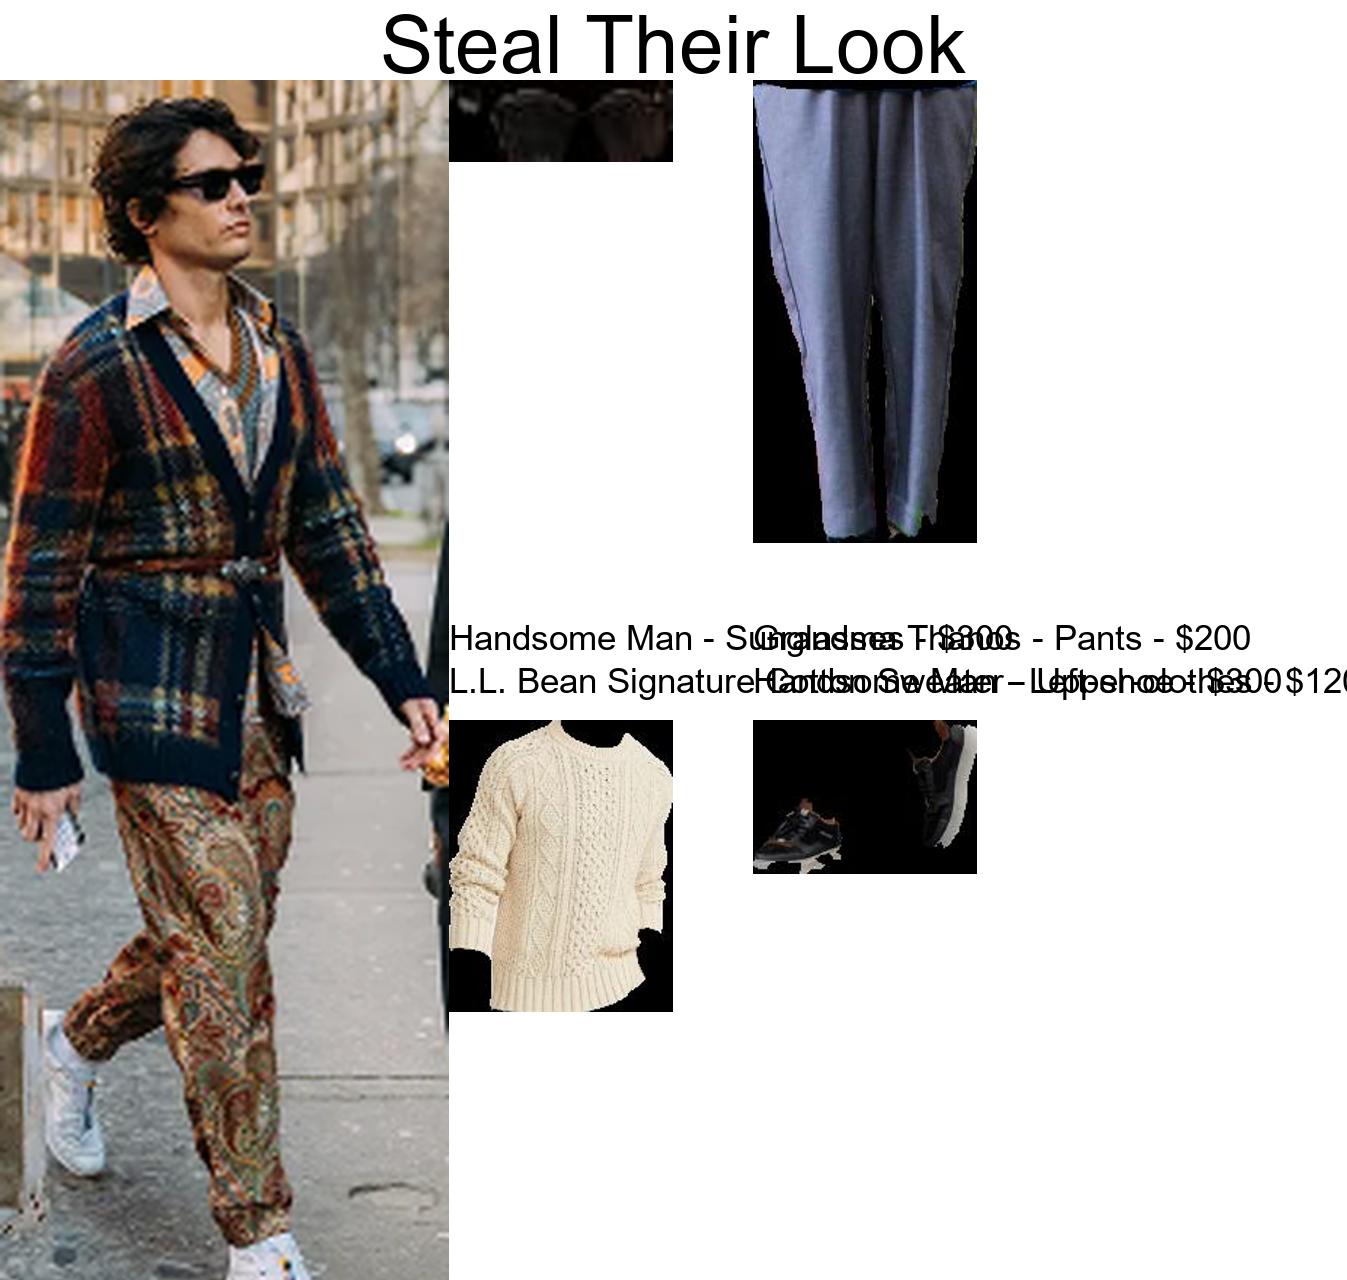 Steal Their Look
Handsome Man - Sunglasses - $300
Grandma Thanos - Pants - $200
L.L. Bean Signature Cotton Sweater – Upper-clothes - $120
Handsome Man - Left-shoe - $300